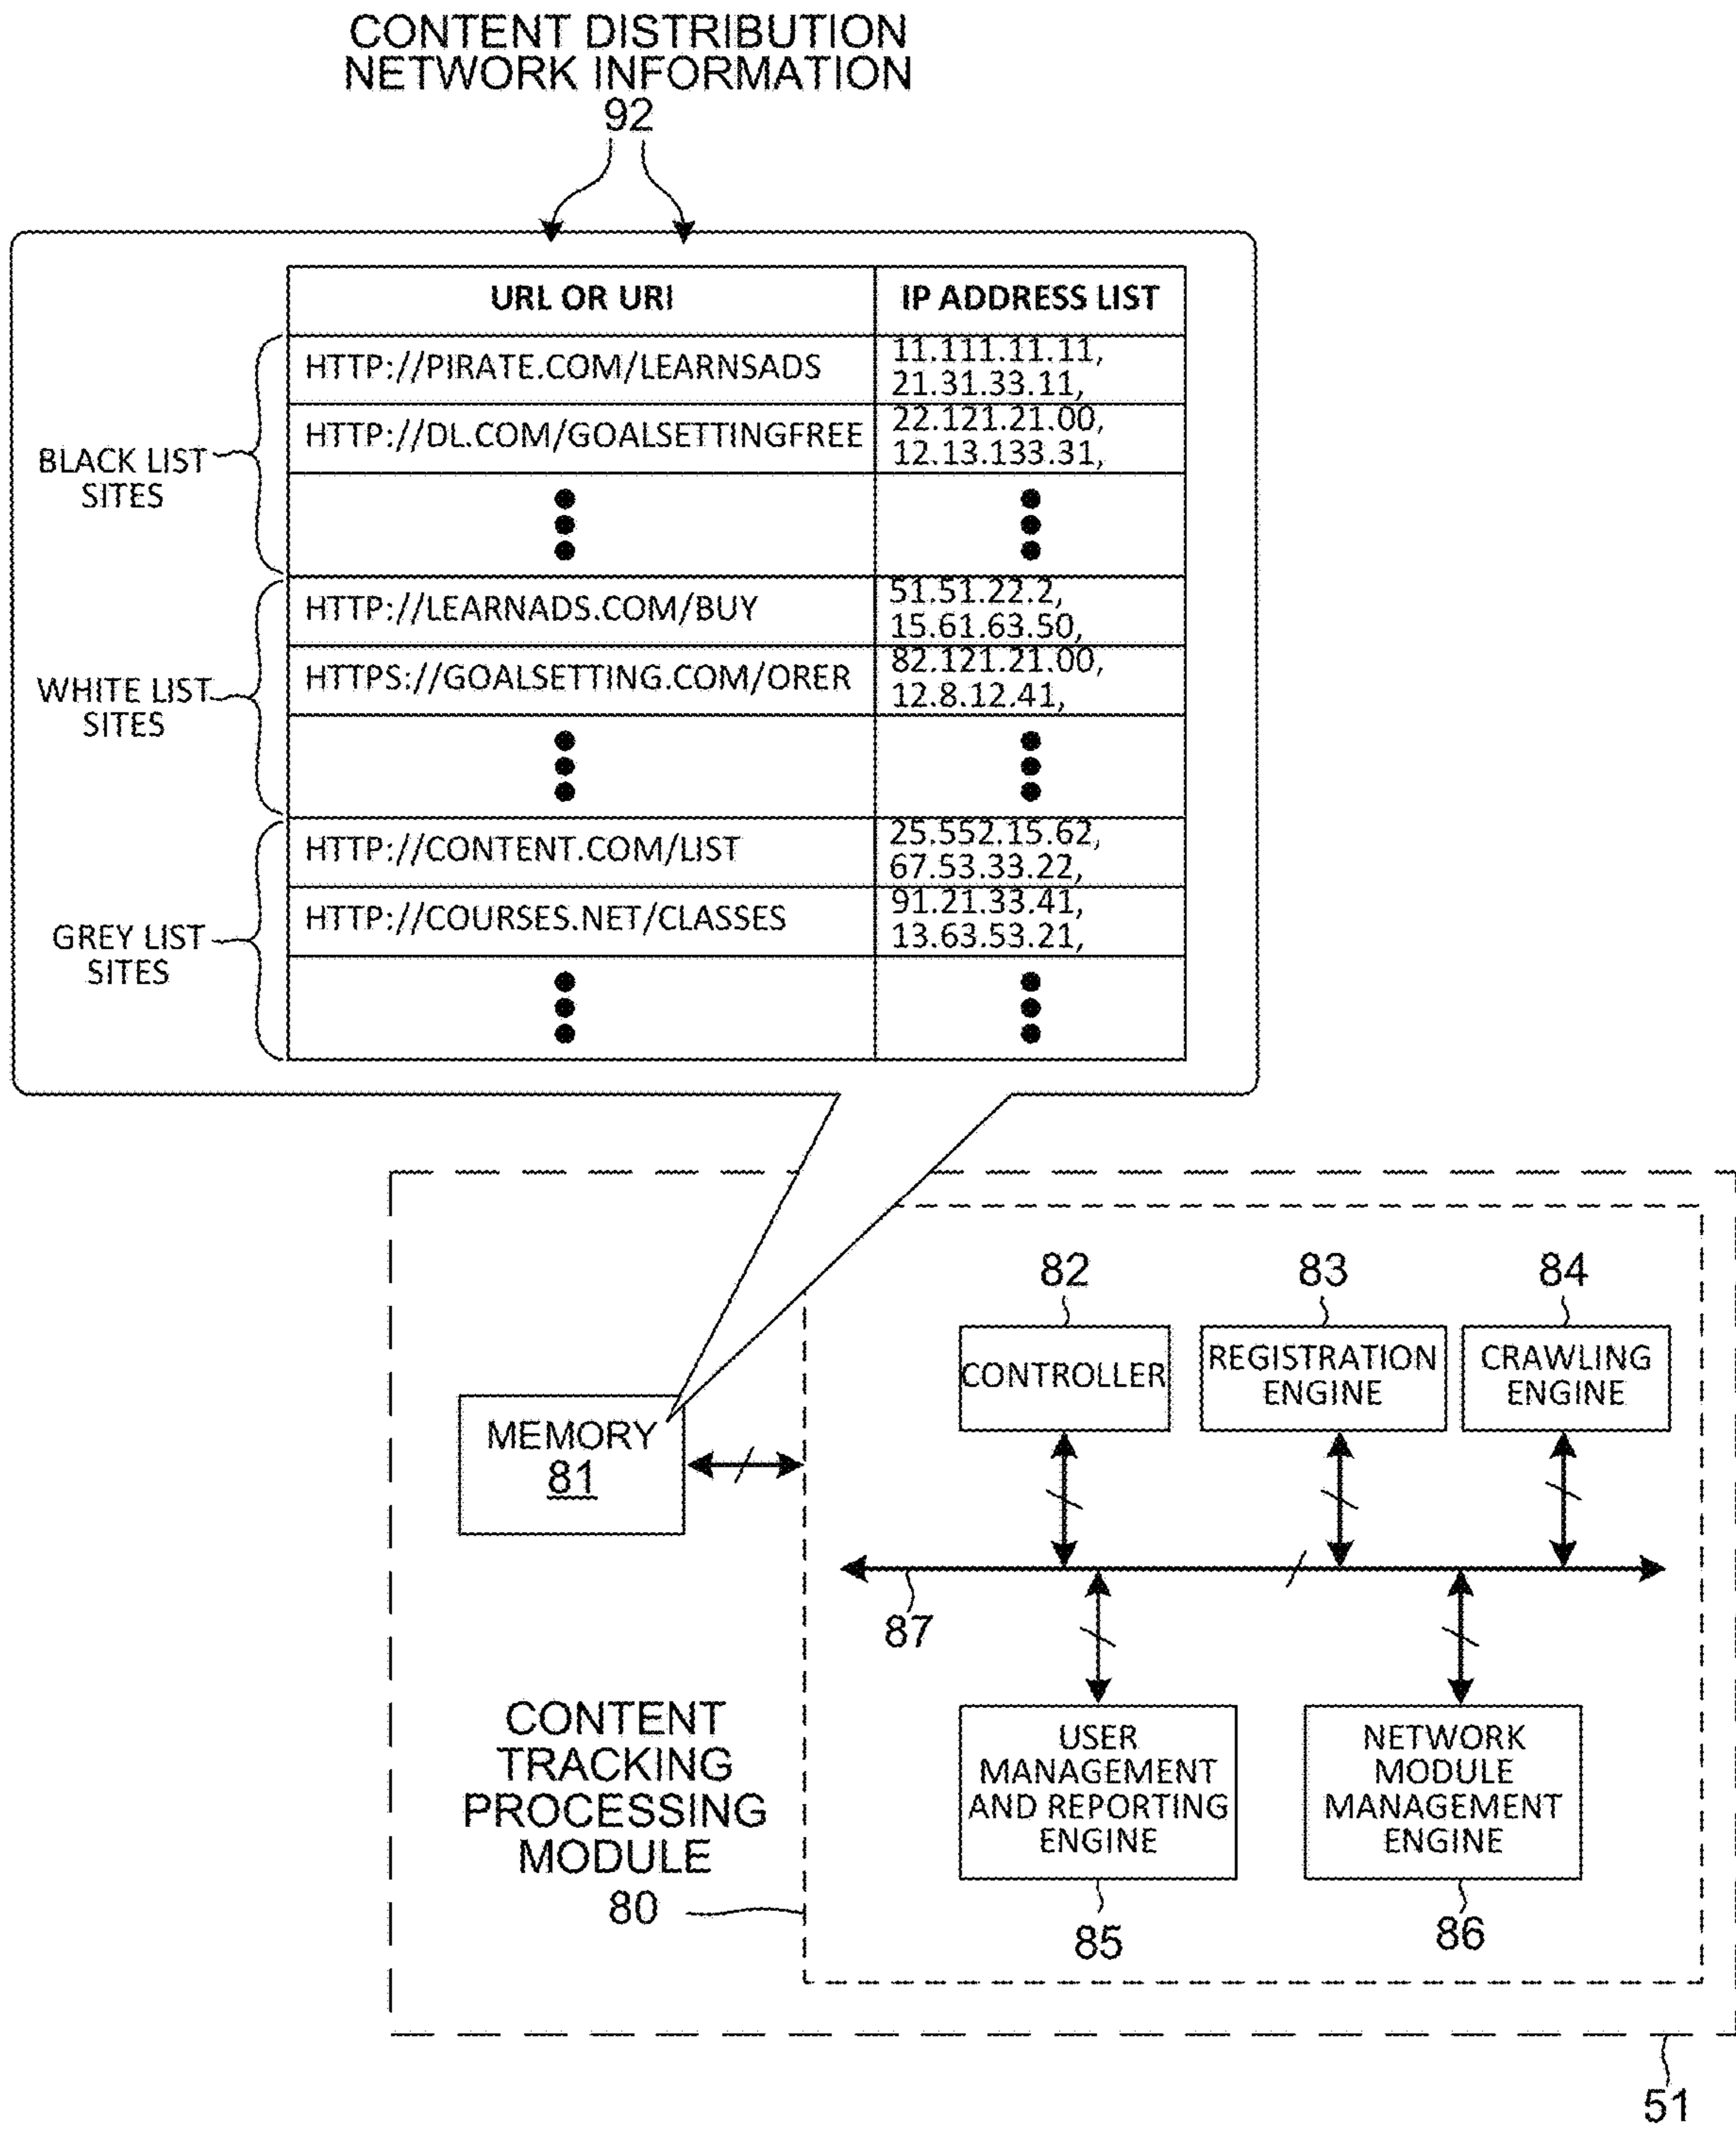 CONTENT DISTRIBUTION
NETWORK INFORMATION
92
URL OR URI
IP ADDRESS LIST
BLACK LIST
SITES
HTTP://PIRATE.COM/LEARNSADS
11.111.11.11,
21.31.33.11,
HTTP://DL.COM/GOALSETTINGFREE
22.121.21.00,
12.13.133.31,
WHITE LIST
SITES
HTTP://LEARNADS.COM/BUY
51.51.22.2,
15.61.63.50,
HTTPS://GOALSETTING.COM/ORER
82.121.21.00,
12.8.12.41,
GREY LIST
SITES
HTTP://CONTENT.COM/LIST
25.552.15.62,
67.53.33.22,
HTTP://COURSES.NET/CLASSES
91.21.33.41,
13.63.53.21,
82
83
84
CONTROLLER
REGISTRATION
ENGINE
CRAWLING
ENGINE
MEMORY
81
87
CONTENT
TRACKING
PROCESSING
MODULE
80
USER
MANAGEMENT
AND REPORTING
ENGINE
NETWORK
MODULE
MANAGEMENT
ENGINE
85
86
51